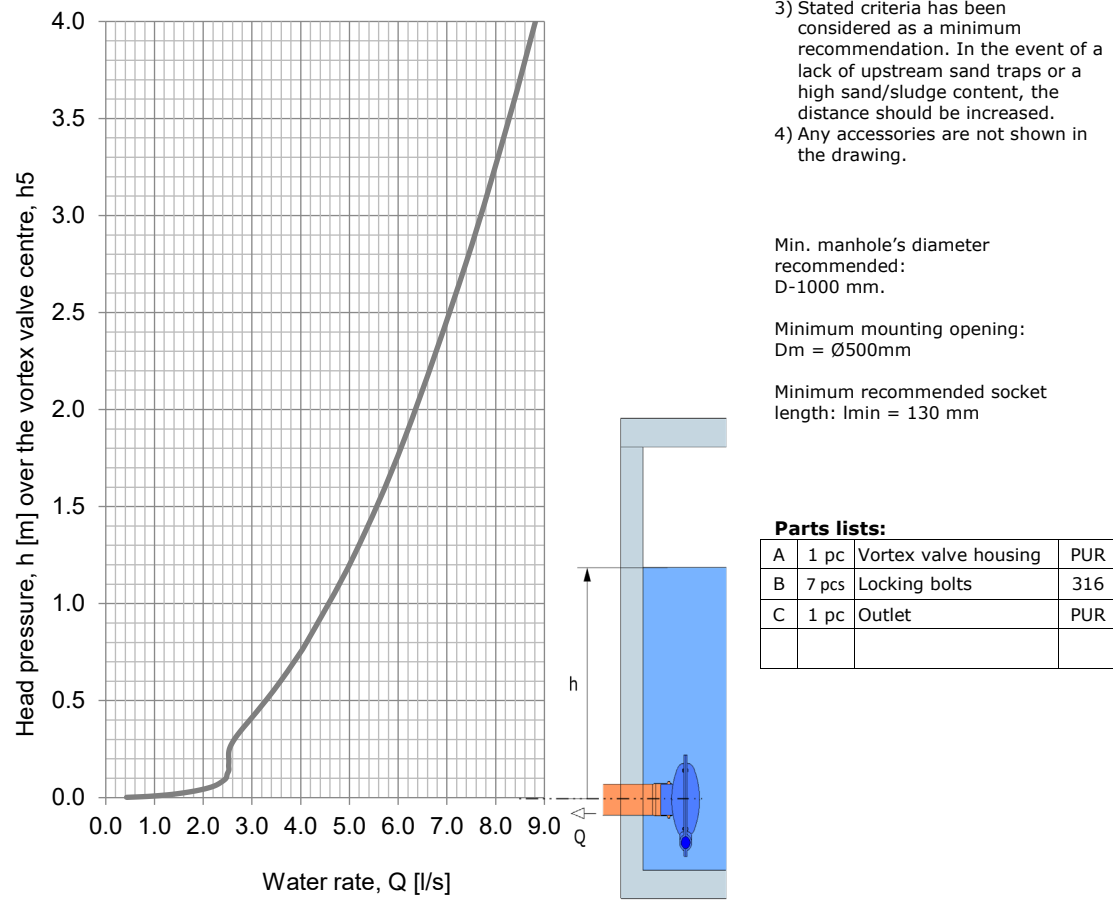 4.0
3.5
3.0
2.5
2.0
1.5
1.0
0.5
0.0
Head pressure, h [m] over the vortex valve centre, h5
0.0 1.0 2.0 3.0 4.0 5.0 6.0 7.0 8.0 9.0
Water rate, Q [l/s]
h
Q
3) Stated criteria has been
considered as a minimum
recommendation. In the event of a
lack of upstream sand traps or a
high sand/sludge content, the
distance should be increased.
4) Any accessories are not shown in
the drawing.
Min. manhole’s diameter
recommended:
D-1000 mm.
Minimum mounting opening:
Dm = Ø500mm
Minimum recommended socket
length: lmin = 130 mm
Parts lists:
A 1 pc Vortex valve housing PUR
B 7 pcs Locking bolts 316
C 1 pc Outlet PUR